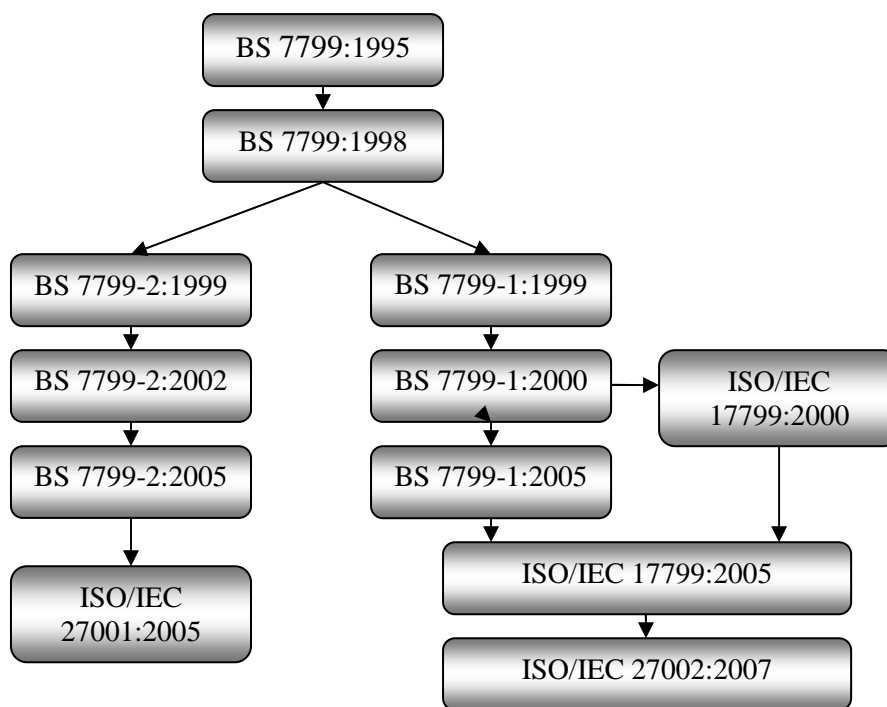 BS 7799:1995
BS 7799:1998
BS 7799-2:1999
BS 7799-1:1999
BS 7799-2:2002
BS 7799-1:2000
ISO/IEC
17799:2000
BS 7799-2:2005
BS 7799-1:2005
ISO/IEC 17799:2005
ISO/IEC
27001:2005
ISO/IEC 27002:2007